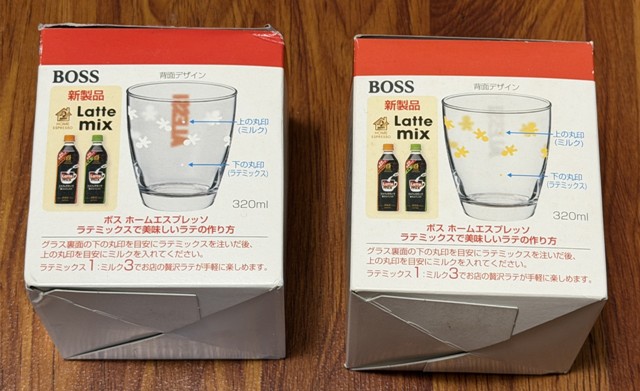 BOSS
背面デザイン
新製品
HOME
ESPRESSO
Latte
mix
上の丸印
(ミルク)
下の丸印
(ラテミックス)
320ml
ボス ホームエスプレッソ
ラテミックスで美味しいラテの作り方
グラス裏面の下の丸印を目安にラテミックスを注いだ後、
上の丸印を目安にミルクを入れてください。
ラテミックス1:ミルク3でお店の贅沢ラテが手軽に楽しめます。
BOSS
背面デザイン
新製品
HOME
ESPRESSO
Latte
mix
上の丸印
(ミルク)
下の丸印
(ラテミックス)
320ml
ボス ホームエスプレッソ
ラテミックスで美味しいラテの作り方
グラス裏面の下の丸印を目安にラテミックスを注いだ後、
上の丸印を目安にミルクを入れてください。
ラテミックス1:ミルク3でお店の贅沢ラテが手軽に楽しめます。